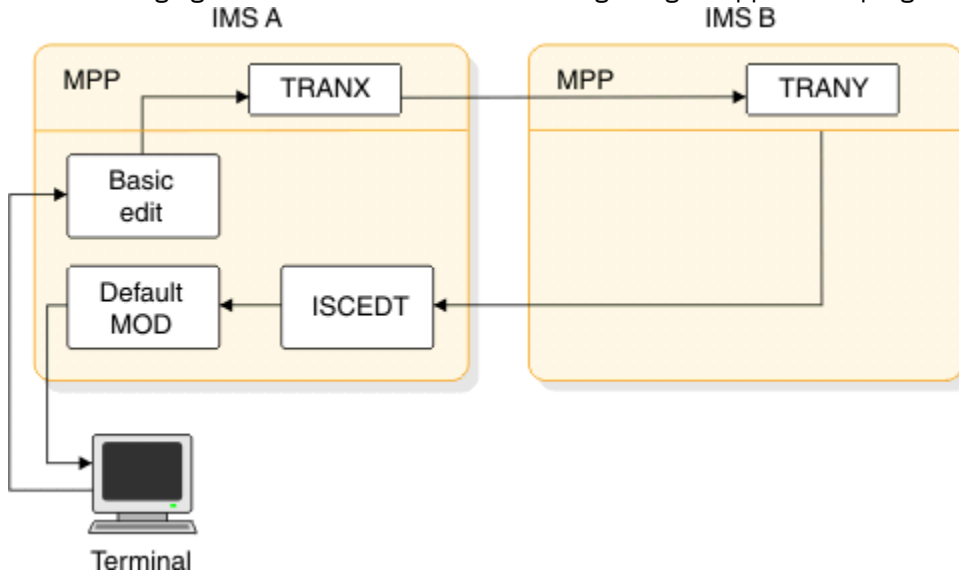 IMS A
IMS B
MPP
TRANX
MPP
TRANY
Basic
edit
Default
MOD
ISCEDT
Terminal